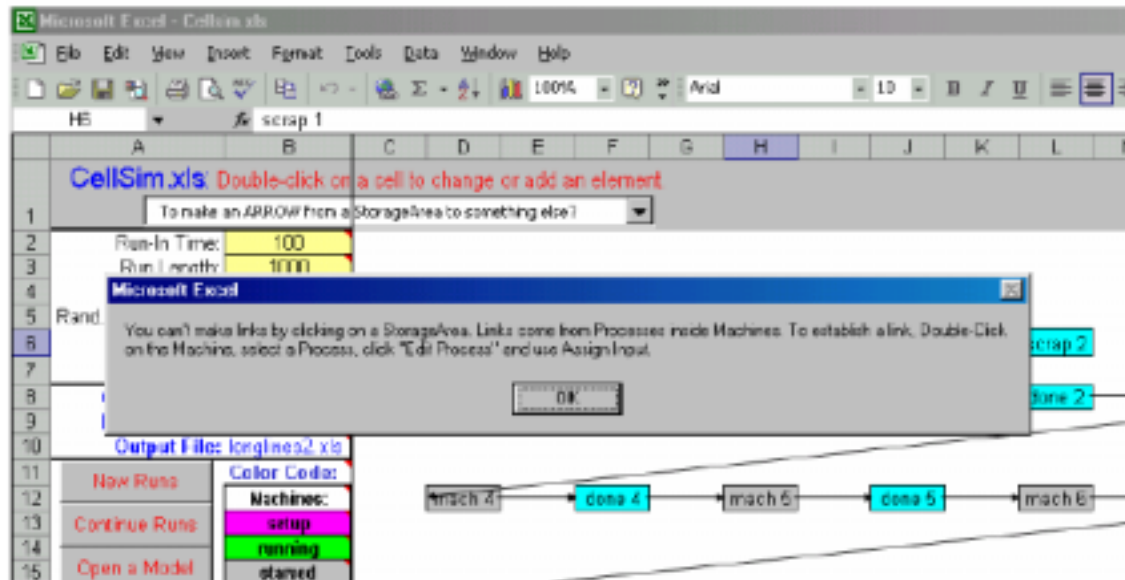 Microsoft Excel - Cellsim.xls
File Edit View Insert Format Tools Data Window Help
100% Arial 10 B I U
H6 fx scrap 1
A B C D E F G H I J K L
CellSim.xls: Double-click on a cell to change or add an element.
1 To make an ARROW from a StorageArea to something else?
2 Run-In Time: 100
3 Run Length: 1000
4 Microsoft Excel
5 Rand.
You can't make links by clicking on a StorageArea. Links come from Processes inside Machines. To establish a link, Double-Click
on the Machine, select a Process, click "Edit Process" and use Assign Input.
6 scrap 2
7
OK
8 done 2
9
10 Output File: longlines2.xls
11 New Runs Color Code:
12 Machines: mach 4 done 4 mach 5 done 5 mach 6
13 Continue Runs setup
14 running
15 Open a Model starved